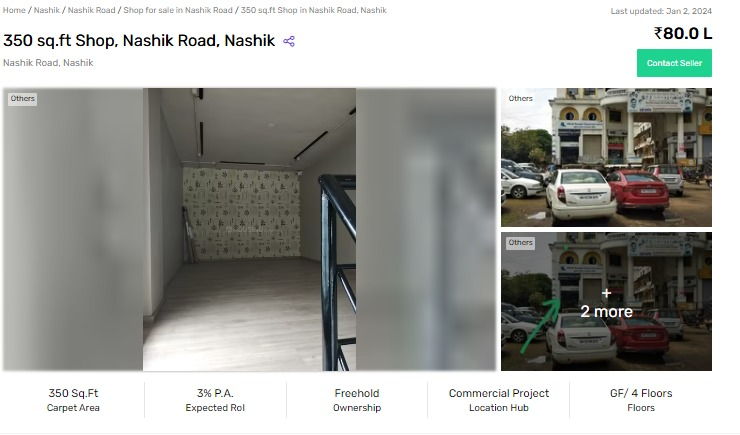 Home / Nashik / Nashik Road / Shop for sale in Nashik Road / 350 sq.ft Shop in Nashik Road, Nashik
Last updated: Jan 2, 2024
350 sq.ft Shop, Nashik Road, Nashik
₹80.0 L
Nashik Road, Nashik
Contact Seller
Others
Others
Others
+
2 more
350 Sq.Ft
Carpet Area
3% P.A.
Expected RoI
Freehold
Ownership
Commercial Project
Location Hub
GF/ 4 Floors
Floors